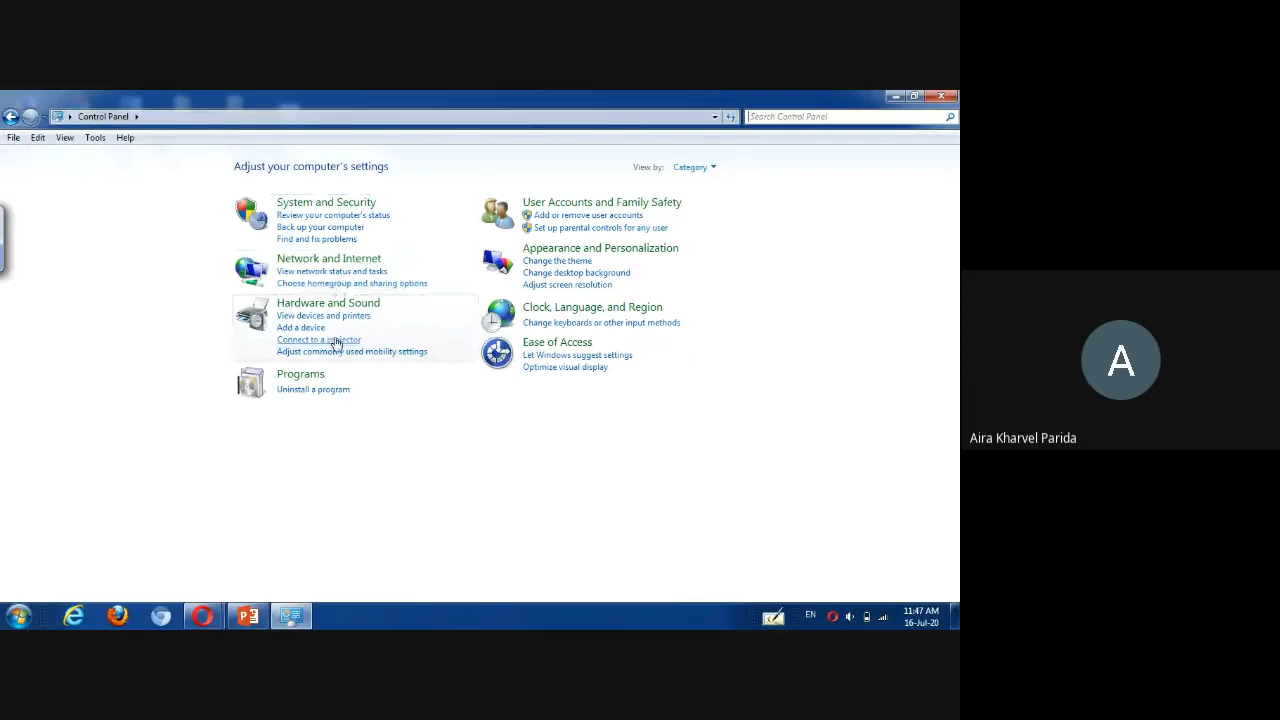 Control Panel
Search Control Panel
File Edit View Tools Help
Adjust your computer's settings
View by: Category
System and Security
Review your computer's status
Back up your computer
Find and fix problems
Network and Internet
View network status and tasks
Choose homegroup and sharing options
Hardware and Sound
View devices and printers
Add a device
Connect to a projector
Adjust commonly used mobility settings
Programs
Uninstall a program
User Accounts and Family Safety
Add or remove user accounts
Set up parental controls for any user
Appearance and Personalization
Change the theme
Change desktop background
Adjust screen resolution
Clock, Language, and Region
Change keyboards or other input methods
Ease of Access
Let Windows suggest settings
Optimize visual display
A
Aira Kharvel Parida
EN
11:47 AM
16-Jul-20